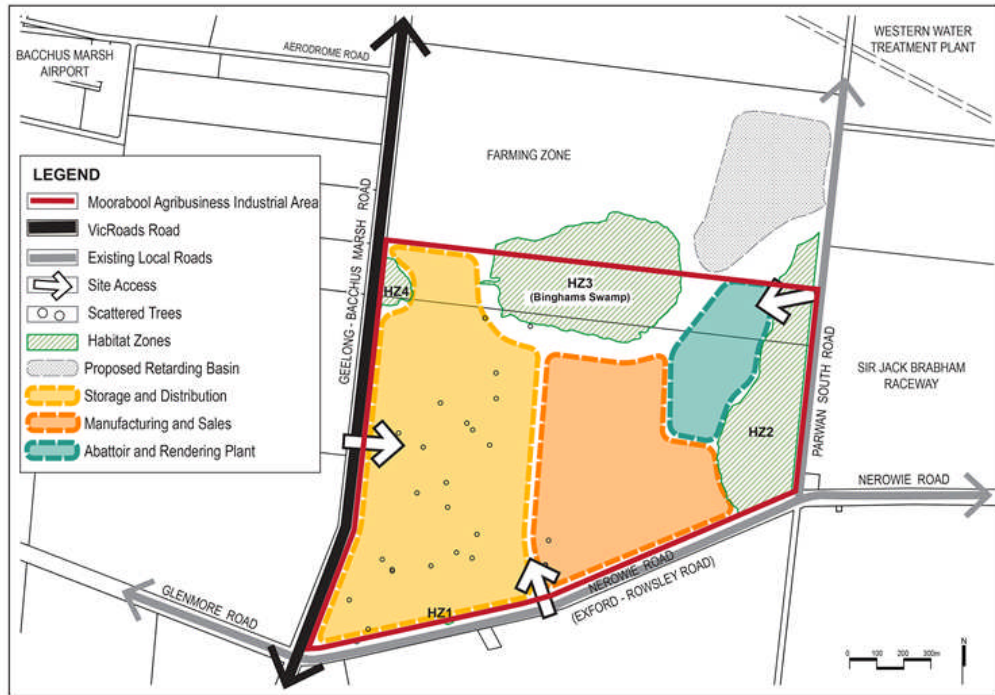 WESTERN WATER
TREATMENT PLANT
AERODROME ROAD
BACCHUS MARSH
AIRPORT
FARMING ZONE
LEGEND
Moorabool Agribusiness Industrial Area
VicRoads Road
Existing Local Roads
Site Access
Scattered Trees
Habitat Zones
Proposed Retarding Basin
Storage and Distribution
Manufacturing and Sales
Abattoir and Rendering Plant
GEELONG - BACCHUS MARSH ROAD
HZ4
HZ3
(Binghams Swamp)
PARWAN SOUTH ROAD
SIR JACK BRABHAM
RACEWAY
HZ2
NEROWIE ROAD
NEROWIE ROAD
(EXFORD - ROWSLEY ROAD)
HZ1
GLENMORE ROAD
0 100 200 300m
N